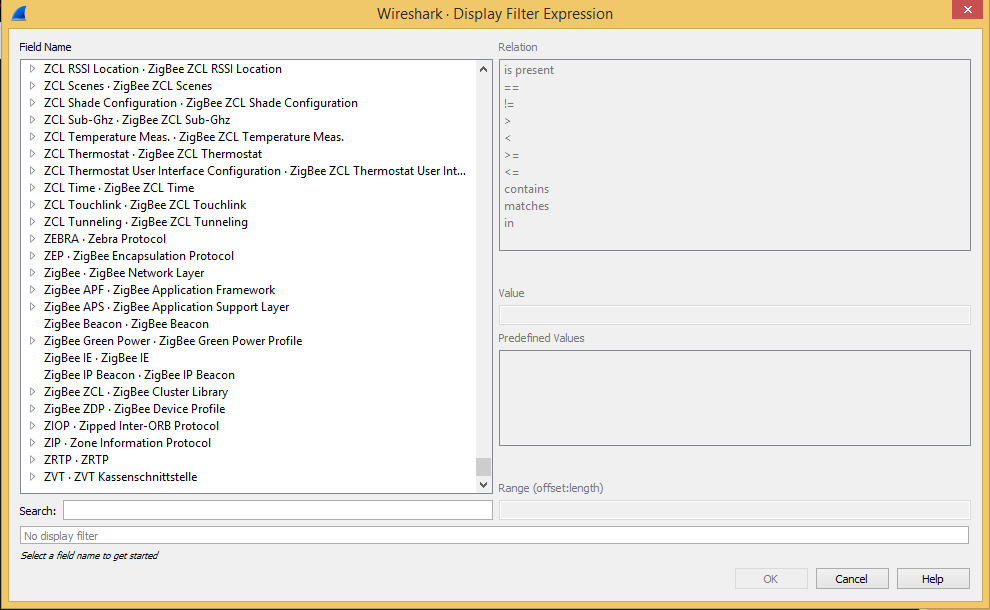 Wireshark · Display Filter Expression
Field Name
ZCL RSSI Location · ZigBee ZCL RSSI Location
ZCL Scenes · ZigBee ZCL Scenes
ZCL Shade Configuration · ZigBee ZCL Shade Configuration
ZCL Sub-Ghz · ZigBee ZCL Sub-Ghz
ZCL Temperature Meas. · ZigBee ZCL Temperature Meas.
ZCL Thermostat · ZigBee ZCL Thermostat
ZCL Thermostat User Interface Configuration · ZigBee ZCL Thermostat User Int...
ZCL Time · ZigBee ZCL Time
ZCL Touchlink · ZigBee ZCL Touchlink
ZCL Tunneling · ZigBee ZCL Tunneling
ZEBRA · Zebra Protocol
ZEP · ZigBee Encapsulation Protocol
ZigBee · ZigBee Network Layer
ZigBee APF · ZigBee Application Framework
ZigBee APS · ZigBee Application Support Layer
ZigBee Beacon · ZigBee Beacon
ZigBee Green Power · ZigBee Green Power Profile
ZigBee IE · ZigBee IE
ZigBee IP Beacon · ZigBee IP Beacon
ZigBee ZCL · ZigBee Cluster Library
ZigBee ZDP · ZigBee Device Profile
ZIOP · Zipped Inter-ORB Protocol
ZIP · Zone Information Protocol
ZRTP · ZRTP
ZVT · ZVT Kassenschnittstelle
Search:
Relation
is present
==
!=
>
<
>=
<=
contains
matches
in
Value
Predefined Values
Range (offset:length)
No display filter
Select a field name to get started
OK
Cancel
Help